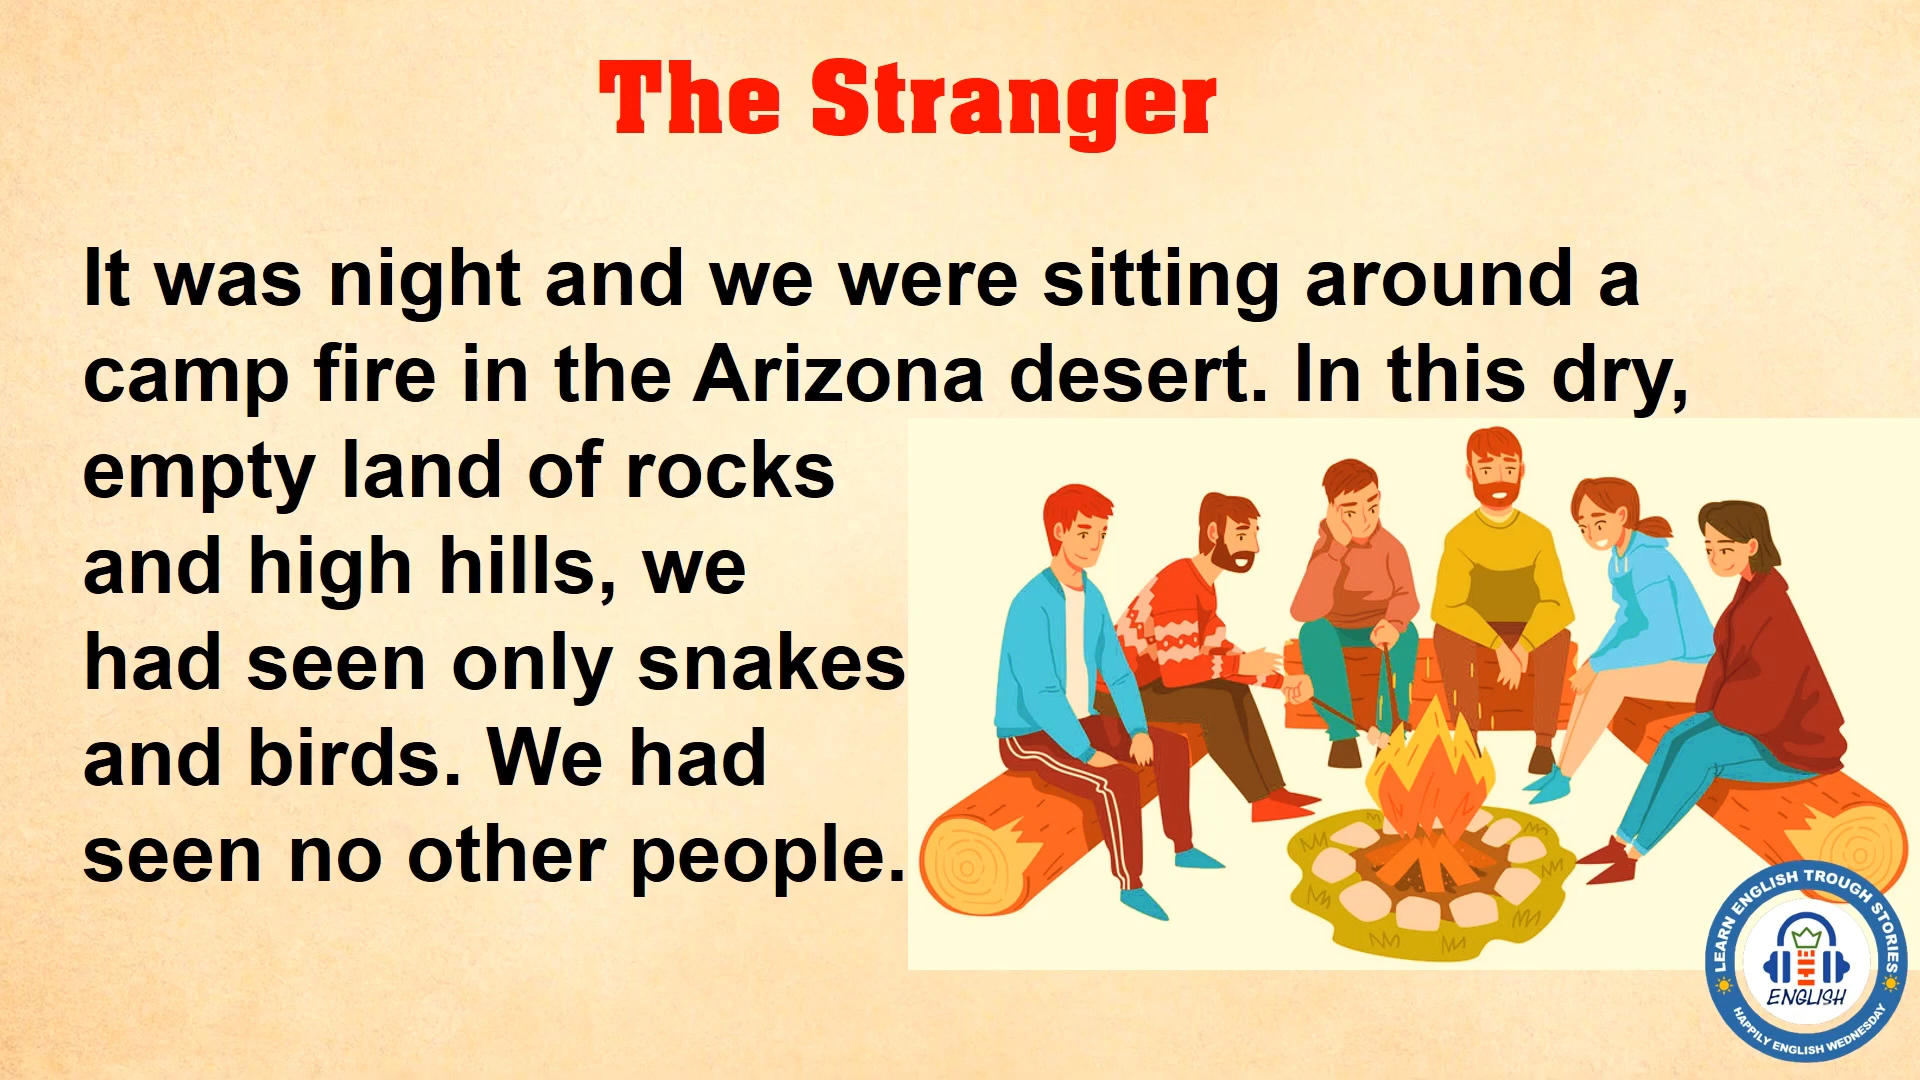 The Stranger
It was night and we were sitting around a
camp fire in the Arizona desert. In this dry,
empty land of rocks
and high hills, we
had seen only snakes
and birds. We had
seen no other people.
LEARN ENGLISH TROUGH STORIES
ENGLISH
HAPPILY ENGLISH WEDNESDAY